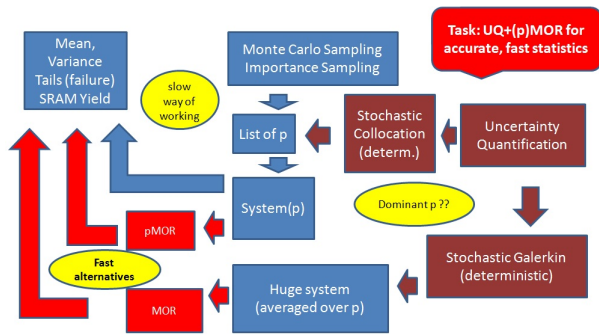 Mean,
Variance
Tails (failure)
SRAM Yield
Monte Carlo Sampling
Importance Sampling
Task: UQ+(p)MOR for
accurate, fast statistics
slow
way of
working
List of p
Stochastic
Collocation
(determ.)
Uncertainty
Quantification
System(p)
Dominant p ??
pMOR
Fast
alternatives
MOR
Huge system
(averaged over p)
Stochastic Galerkin
(deterministic)